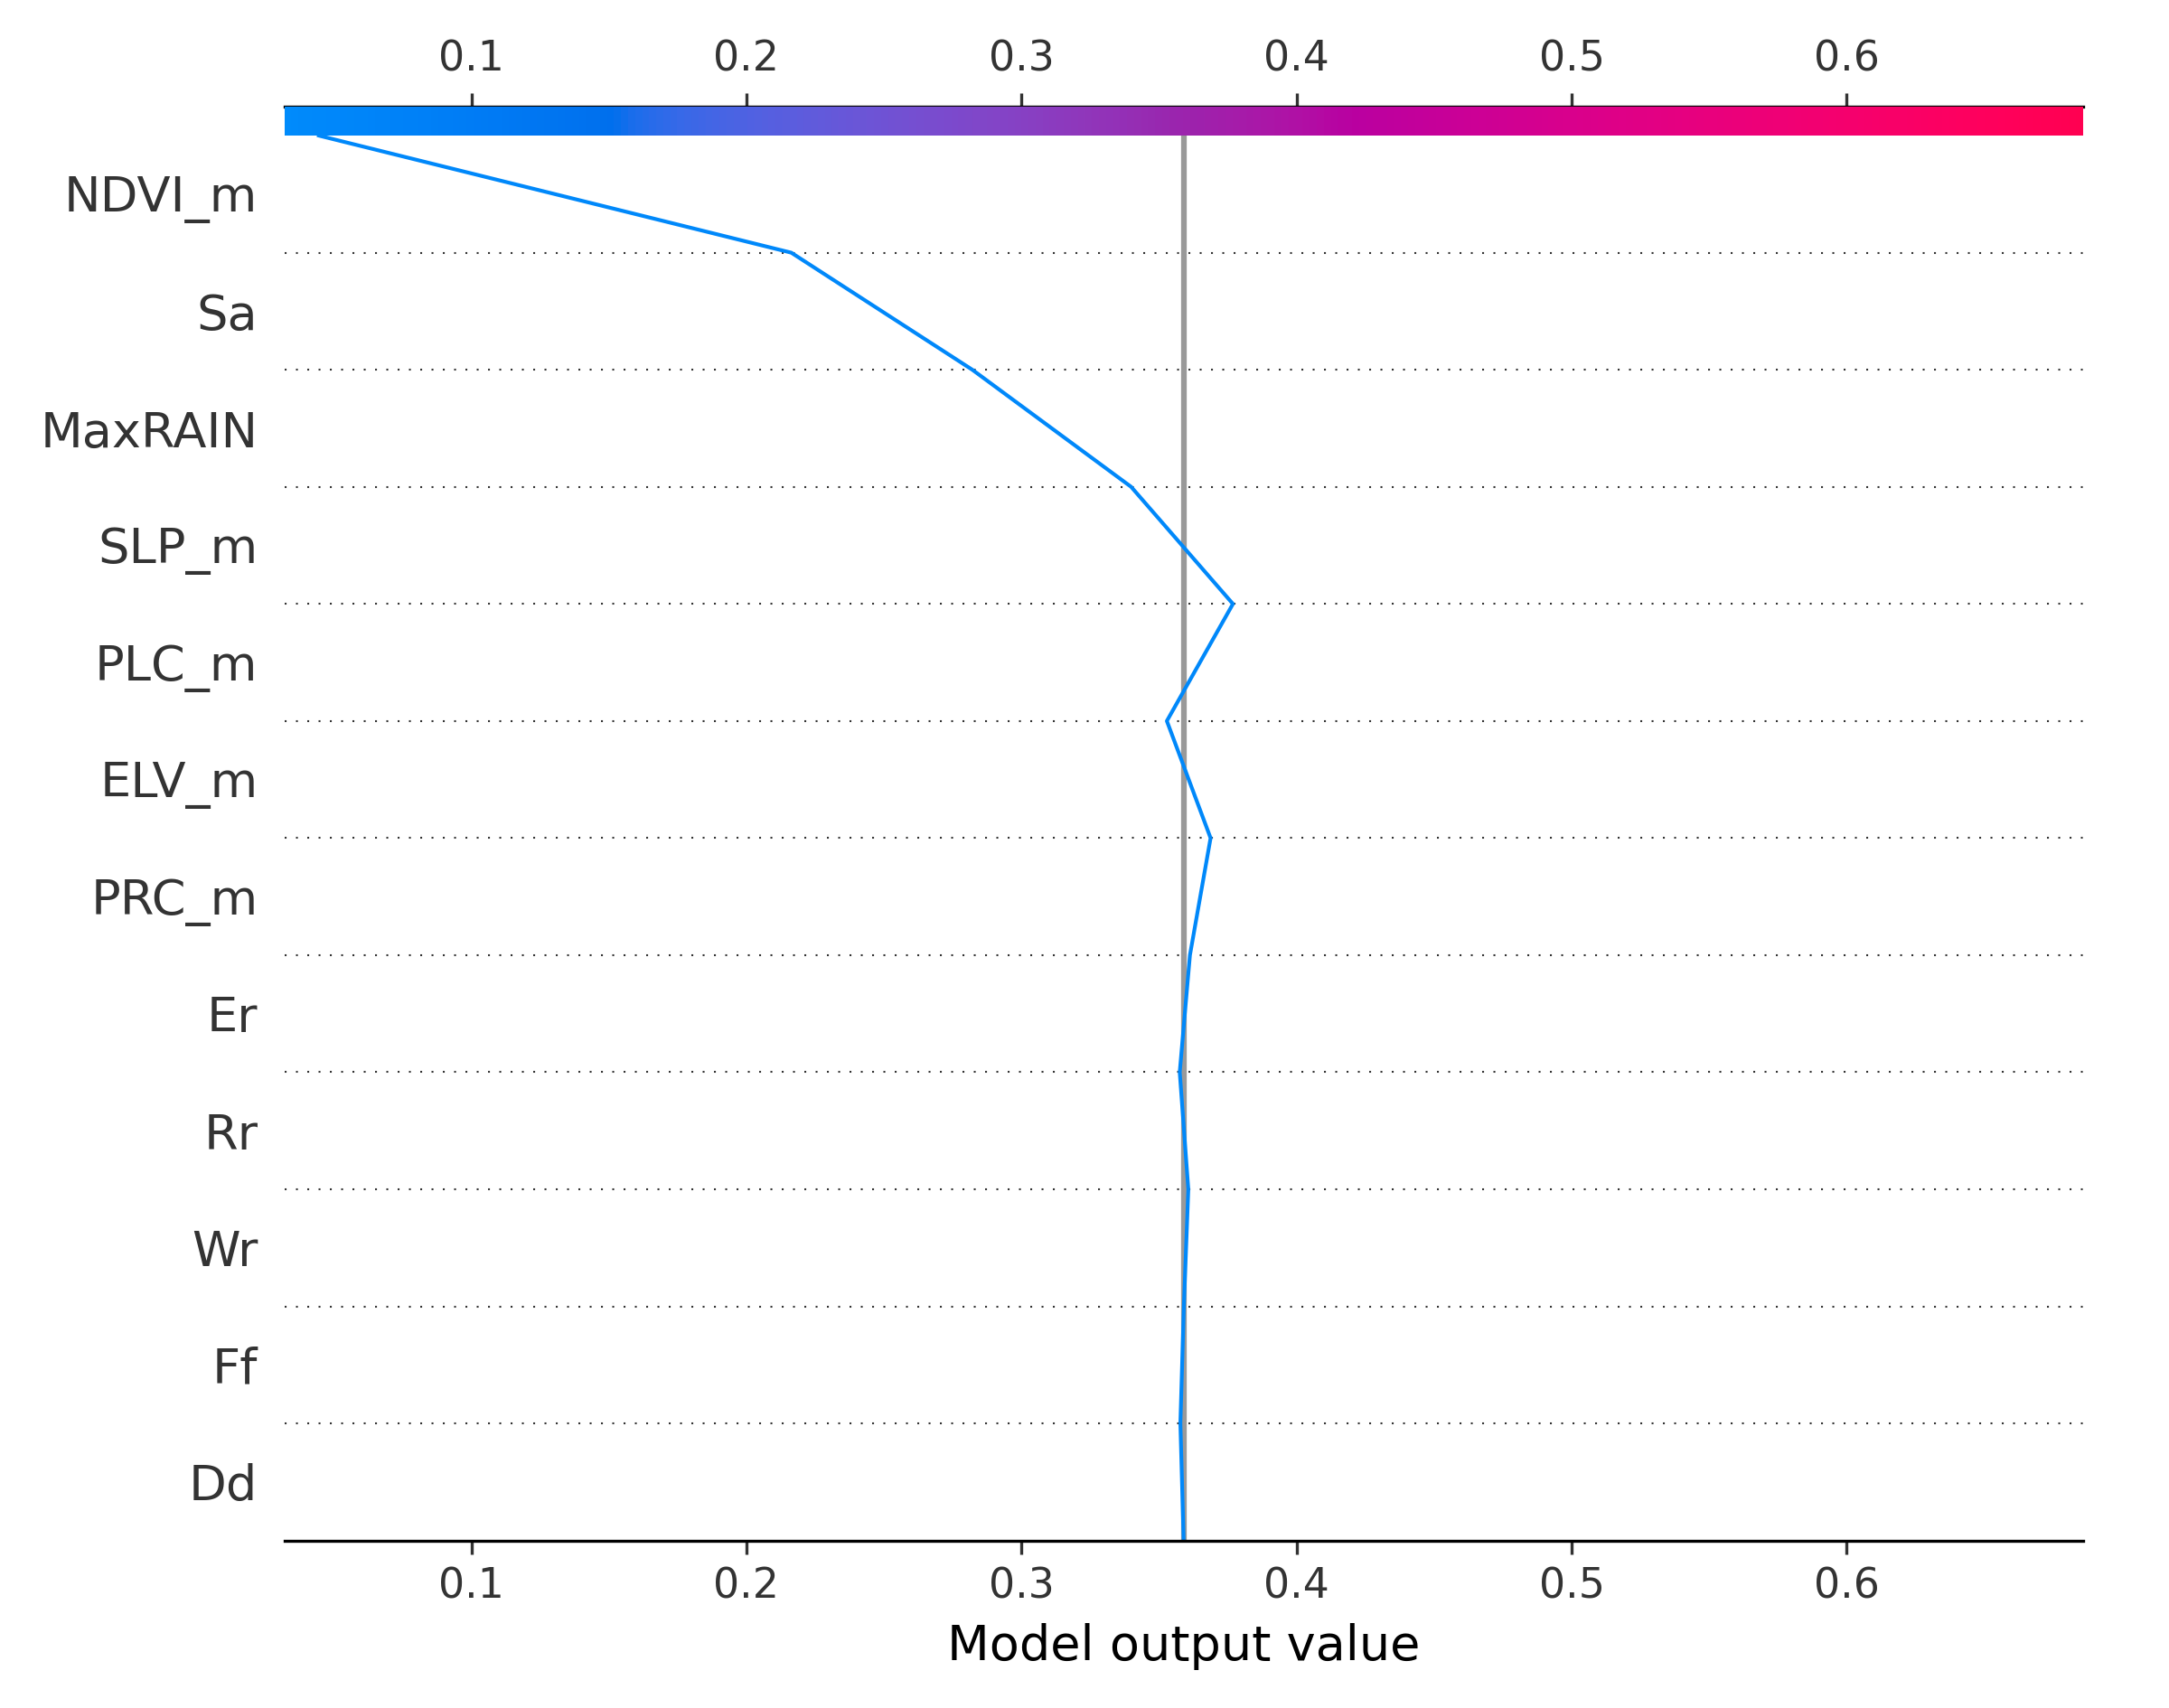 0.1 0.2 0.3 0.4 0.5 0.6
NDVI_m
Sa
MaxRAIN
SLP_m
PLC_m
ELV_m
PRC_m
Er
Rr
Wr
Ff
Dd
0.1 0.2 0.3 0.4 0.5 0.6
Model output value